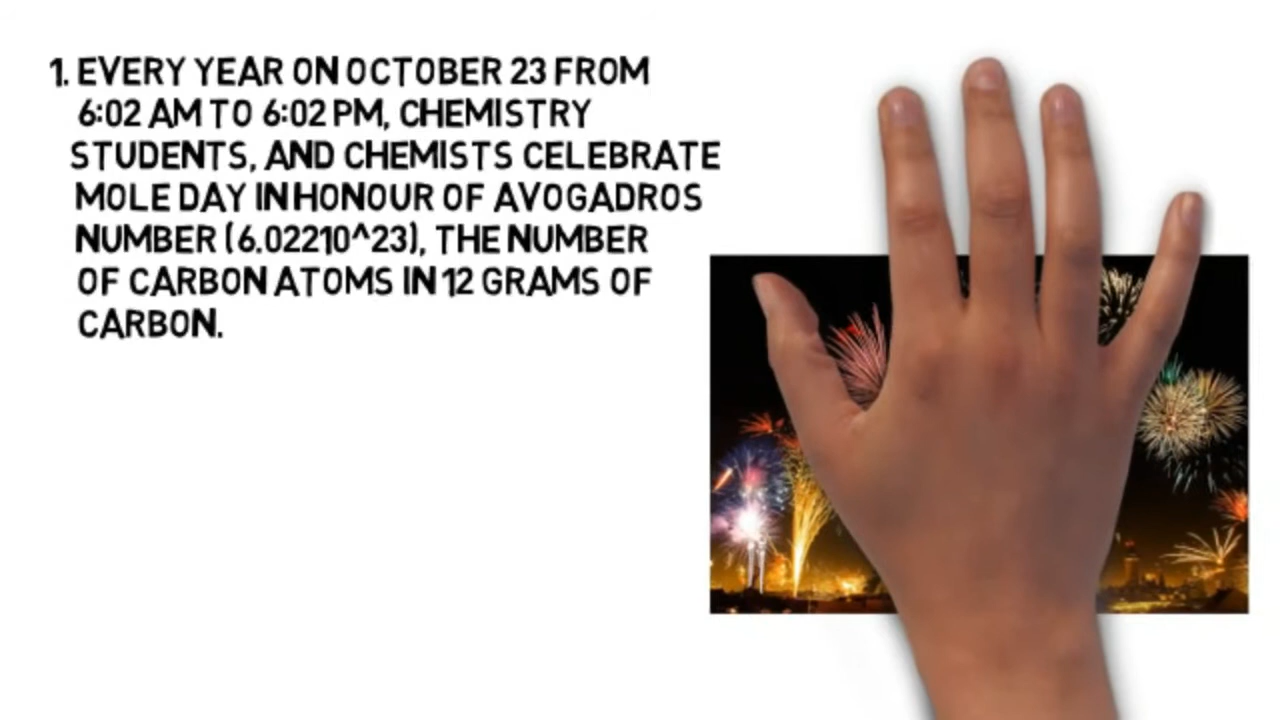 1. EVERY YEAR ON OCTOBER 23 FROM
6:02 AM TO 6:02 PM, CHEMISTRY
STUDENTS, AND CHEMISTS CELEBRATE
MOLE DAY IN HONOUR OF AVOGADROS
NUMBER (6.02210^23), THE NUMBER
OF CARBON ATOMS IN 12 GRAMS OF
CARBON.